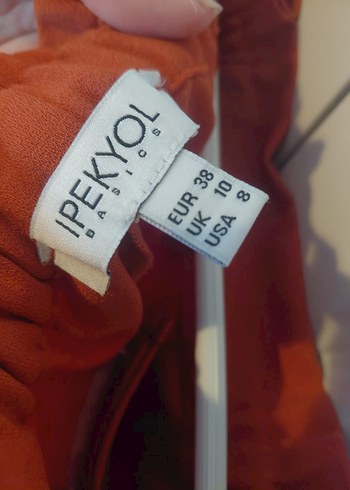 IPEKYOL
BASICS
EUR 38
UK 10
USA 8